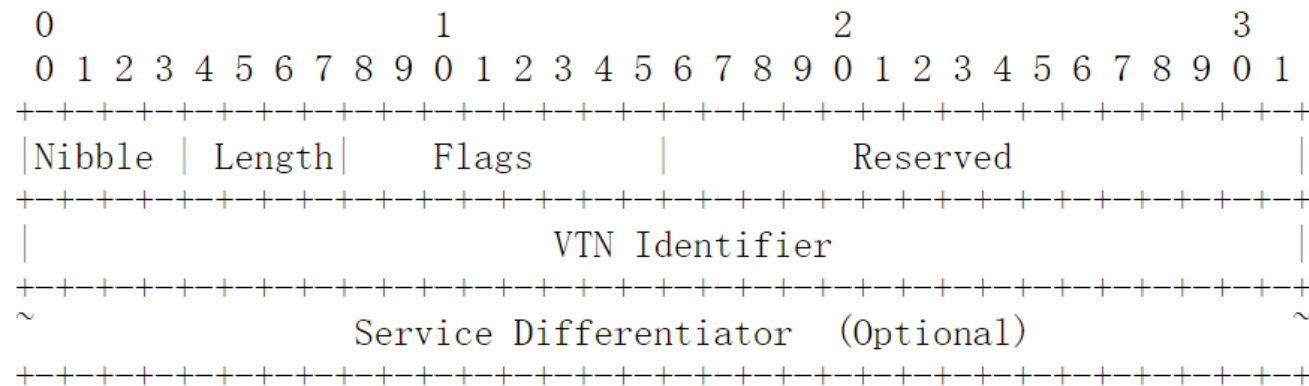 0                   1                   2                   3
0 1 2 3 4 5 6 7 8 9 0 1 2 3 4 5 6 7 8 9 0 1 2 3 4 5 6 7 8 9 0 1
+-+-+-+-+-+-+-+-+-+-+-+-+-+-+-+-+-+-+-+-+-+-+-+-+-+-+-+-+-+-+-+-+
|Nibble | Length|    Flags      |         Reserved              |
+-+-+-+-+-+-+-+-+-+-+-+-+-+-+-+-+-+-+-+-+-+-+-+-+-+-+-+-+-+-+-+-+
|                          VTN Identifier                       |
+-+-+-+-+-+-+-+-+-+-+-+-+-+-+-+-+-+-+-+-+-+-+-+-+-+-+-+-+-+-+-+-+
~                Service Differentiator  (Optional)             ~
+-+-+-+-+-+-+-+-+-+-+-+-+-+-+-+-+-+-+-+-+-+-+-+-+-+-+-+-+-+-+-+-+